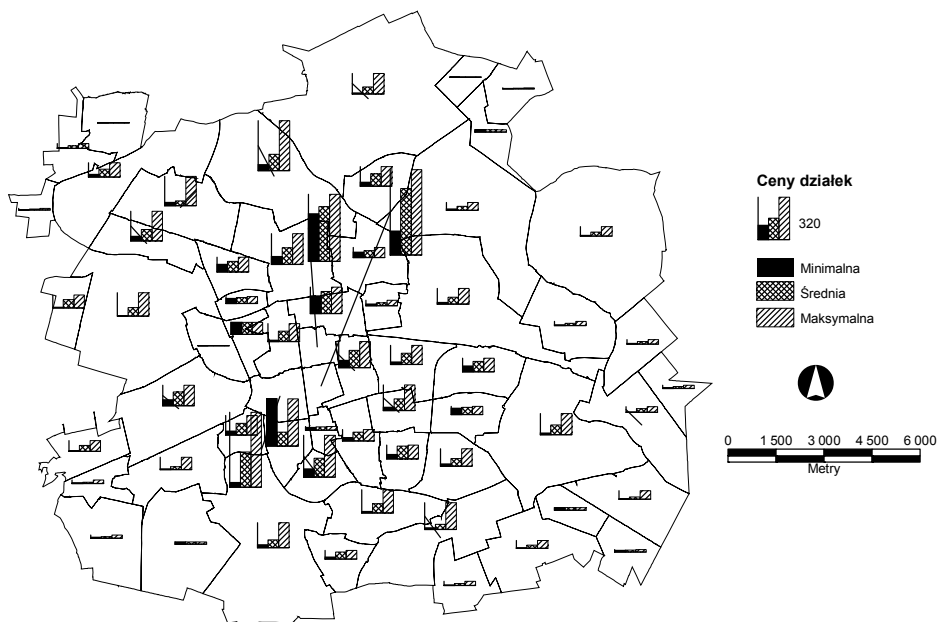 Ceny działek
320
Minimalna
Średnia
Maksymalna
0 1 500 3 000 4 500 6 000
Metry